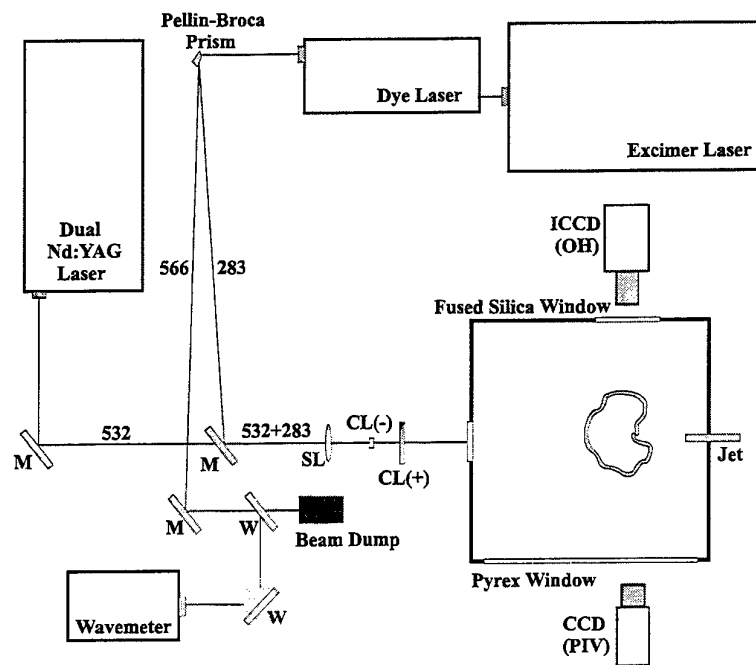 Pellin-Broca
Prism
Dye Laser
Excimer Laser
Dual
Nd:YAG
Laser
566
283
ICCD
(OH)
Fused Silica Window
532
532+283
CL(-)
M
M
SL
CL(+)
Jet
M
W
Beam Dump
Pyrex Window
Wavemeter
W
CCD
(PIV)